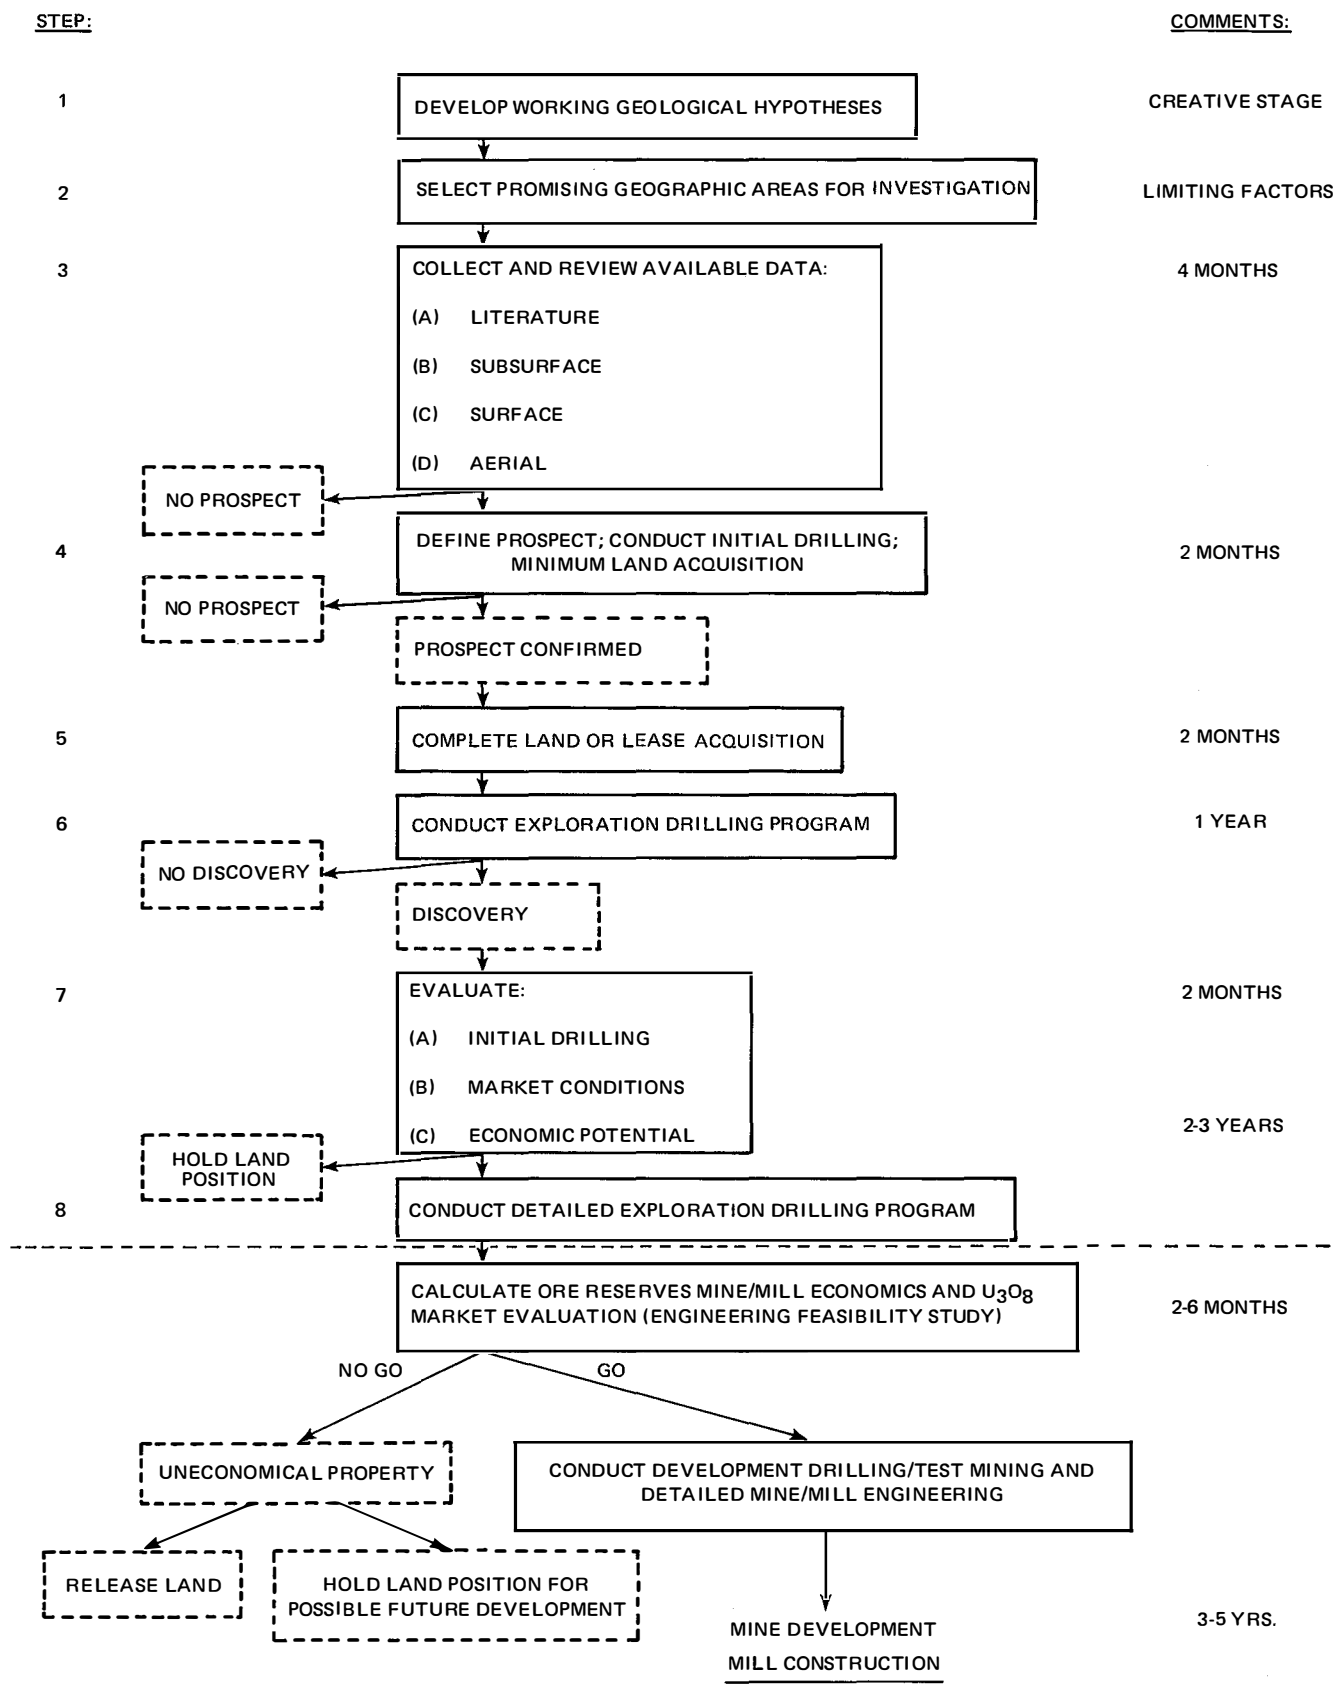 STEP:
COMMENTS:
1
DEVELOP WORKING GEOLOGICAL HYPOTHESES
CREATIVE STAGE
2
SELECT PROMISING GEOGRAPHIC AREAS FOR INVESTIGATION
LIMITING FACTORS
3
COLLECT AND REVIEW AVAILABLE DATA:
4 MONTHS
(A) LITERATURE
(B) SUBSURFACE
(C) SURFACE
(D) AERIAL
NO PROSPECT
4
DEFINE PROSPECT; CONDUCT INITIAL DRILLING;
MINIMUM LAND ACQUISITION
2 MONTHS
NO PROSPECT
PROSPECT CONFIRMED
5
COMPLETE LAND OR LEASE ACQUISITION
2 MONTHS
6
CONDUCT EXPLORATION DRILLING PROGRAM
1 YEAR
NO DISCOVERY
DISCOVERY
7
EVALUATE:
2 MONTHS
(A) INITIAL DRILLING
(B) MARKET CONDITIONS
(C) ECONOMIC POTENTIAL
2-3 YEARS
HOLD LAND
POSITION
8
CONDUCT DETAILED EXPLORATION DRILLING PROGRAM
CALCULATE ORE RESERVES MINE/MILL ECONOMICS AND U3O8
MARKET EVALUATION (ENGINEERING FEASIBILITY STUDY)
2-6 MONTHS
NO GO
GO
UNECONOMICAL PROPERTY
CONDUCT DEVELOPMENT DRILLING/TEST MINING AND
DETAILED MINE/MILL ENGINEERING
RELEASE LAND
HOLD LAND POSITION FOR
POSSIBLE FUTURE DEVELOPMENT
MINE DEVELOPMENT
MILL CONSTRUCTION
3-5 YRS.